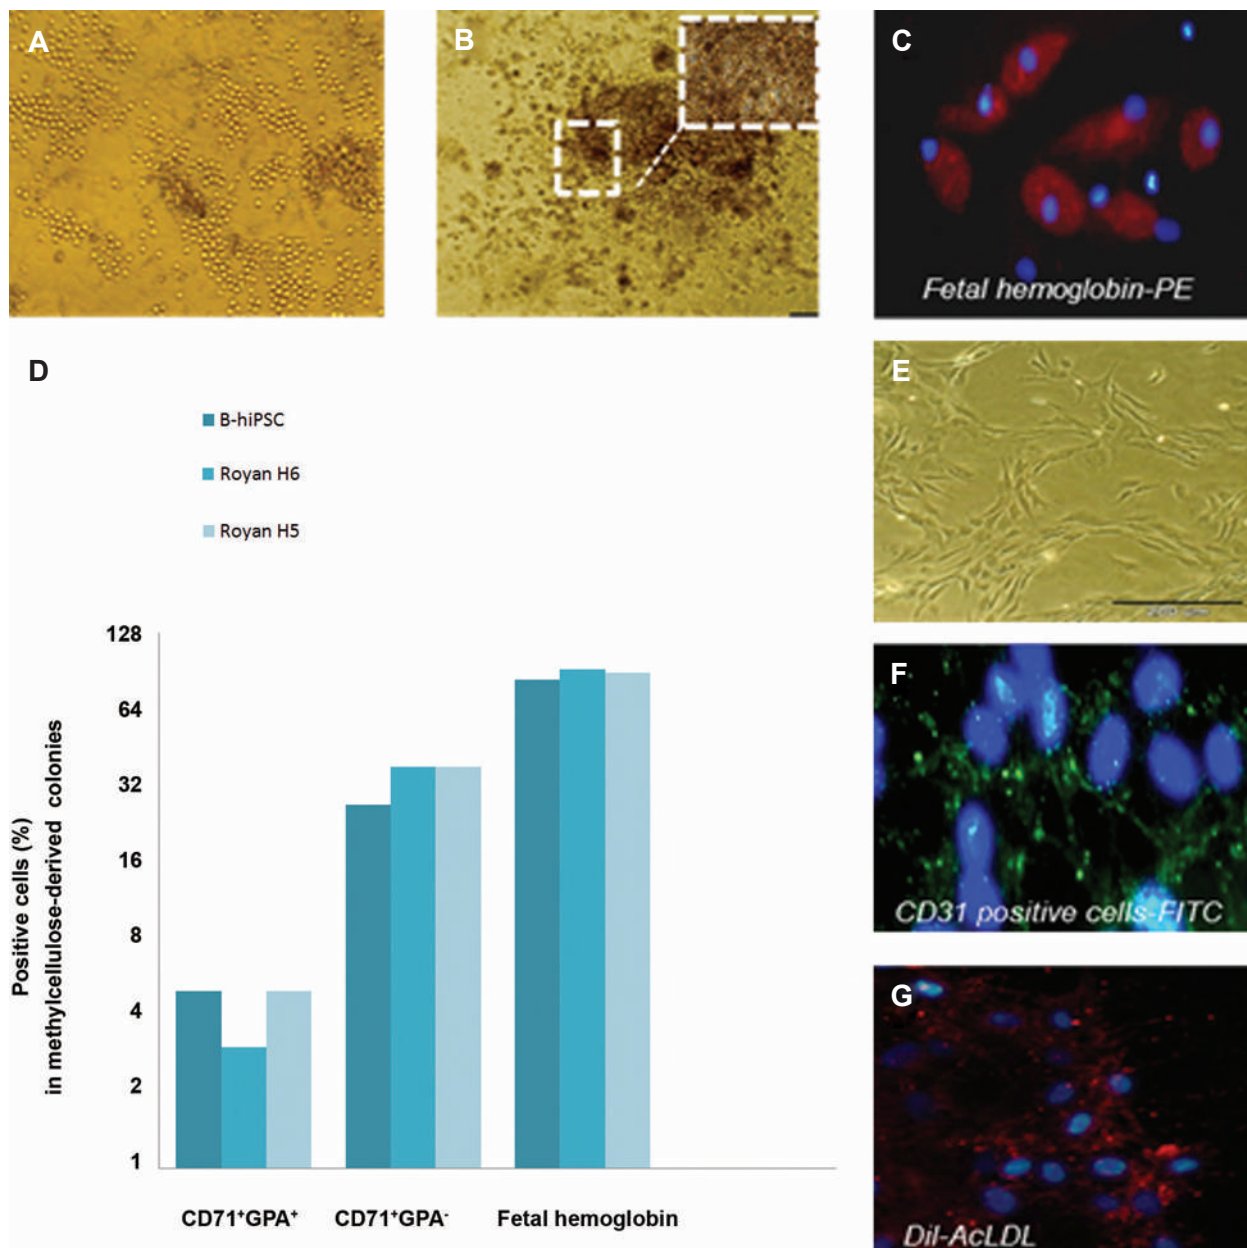 A
B
C
Fetal hemoglobin-PE
D
B-hiPSC
Royan H6
Royan H5
128
64
32
16
8
4
2
1
Positive cells (%)
in methylcellulose-derived colonies
CD71⁺GPA⁺
CD71⁺GPA⁻
Fetal hemoglobin
E
F
CD31 positive cells-FITC
G
Dil-AcLDL